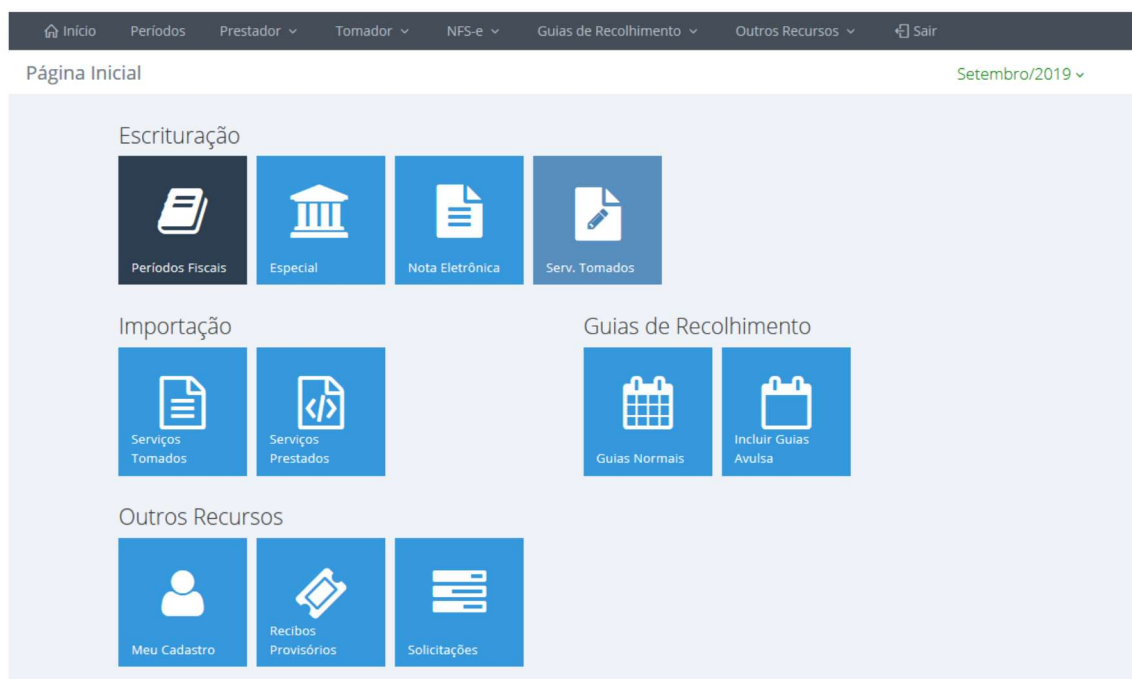 Início Períodos Prestador Tomador NFS-e Guias de Recolhimento Outros Recursos Sair
Página Inicial Setembro/2019
Escrituração
Períodos Fiscais Especial Nota Eletrônica Serv. Tomados
Importação
Serviços
Tomados
Serviços
Prestados
Guias de Recolhimento
Guias Normais
Incluir Guias
Avulsa
Outros Recursos
Meu Cadastro
Recibos
Provisórios
Solicitações